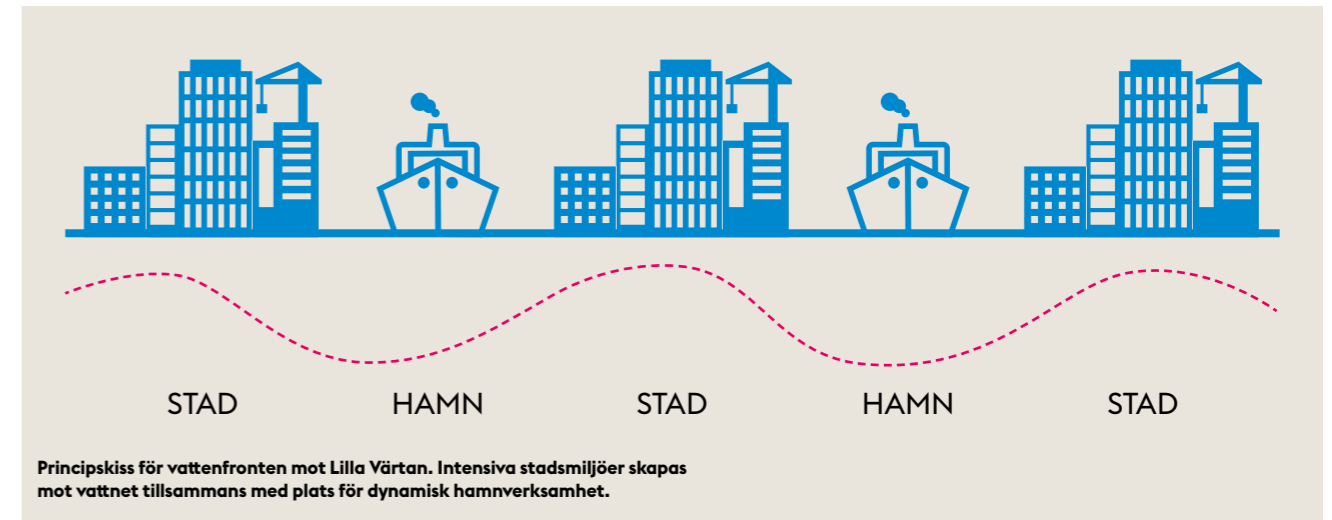 STAD HAMN STAD HAMN STAD
Principskiss för vattenfronten mot Lilla Värtan. Intensiva stadsmiljöer skapas
mot vattnet tillsammans med plats för dynamisk hamnverksamhet.